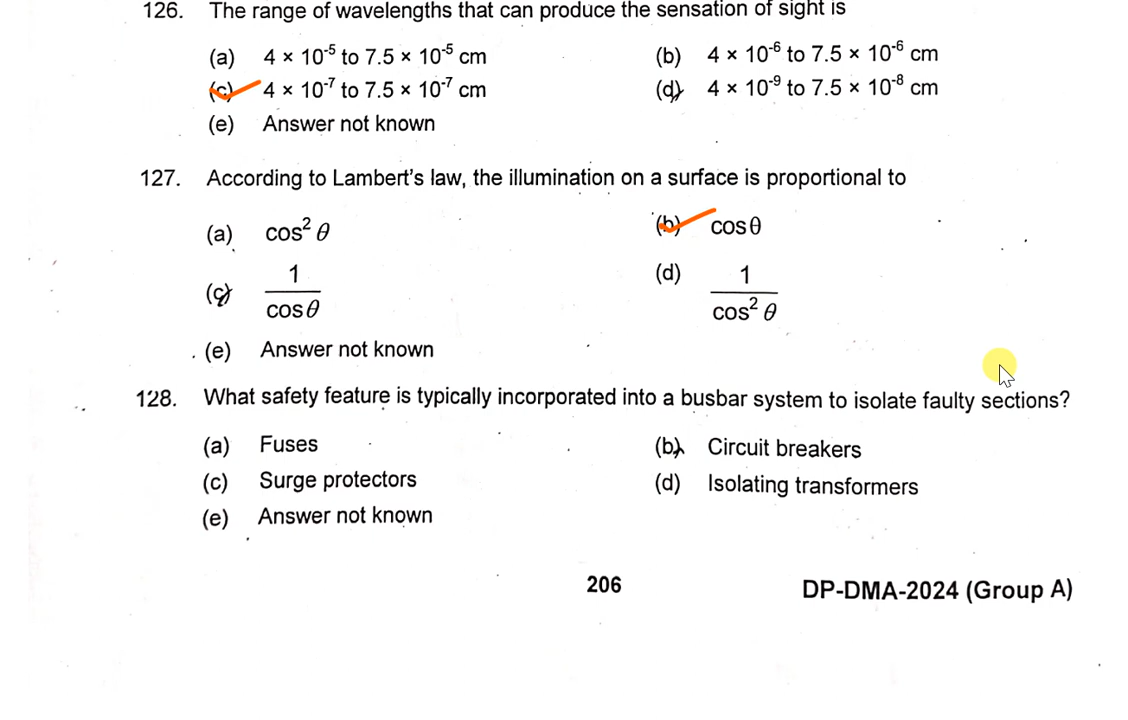 126. The range of wavelengths that can produce the sensation of sight is
(a) 4 × 10⁻⁵ to 7.5 × 10⁻⁵ cm (b) 4 × 10⁻⁶ to 7.5 × 10⁻⁶ cm
(c) 4 × 10⁻⁷ to 7.5 × 10⁻⁷ cm (d) 4 × 10⁻⁹ to 7.5 × 10⁻⁸ cm
(e) Answer not known
127. According to Lambert's law, the illumination on a surface is proportional to
(a) cos² θ (b) cosθ
(c) 1/cosθ (d) 1/cos² θ
(e) Answer not known
128. What safety feature is typically incorporated into a busbar system to isolate faulty sections?
(a) Fuses (b) Circuit breakers
(c) Surge protectors (d) Isolating transformers
(e) Answer not known
206 DP-DMA-2024 (Group A)